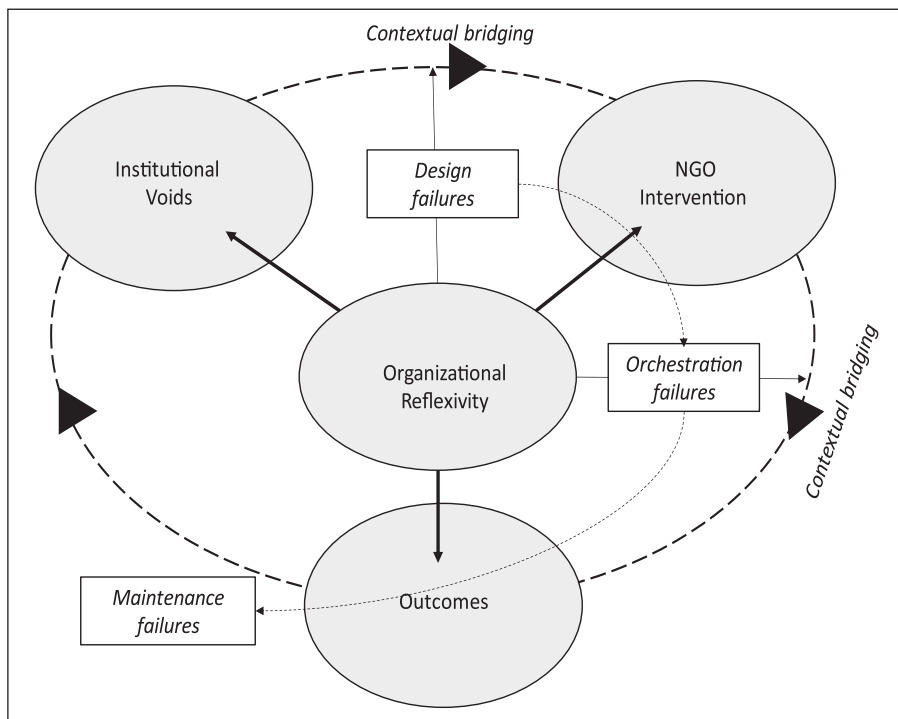 Contextual bridging
Institutional
Voids
Design
failures
NGO
Intervention
Organizational
Reflexivity
Orchestration
failures
Contextual bridging
Maintenance
failures
Outcomes